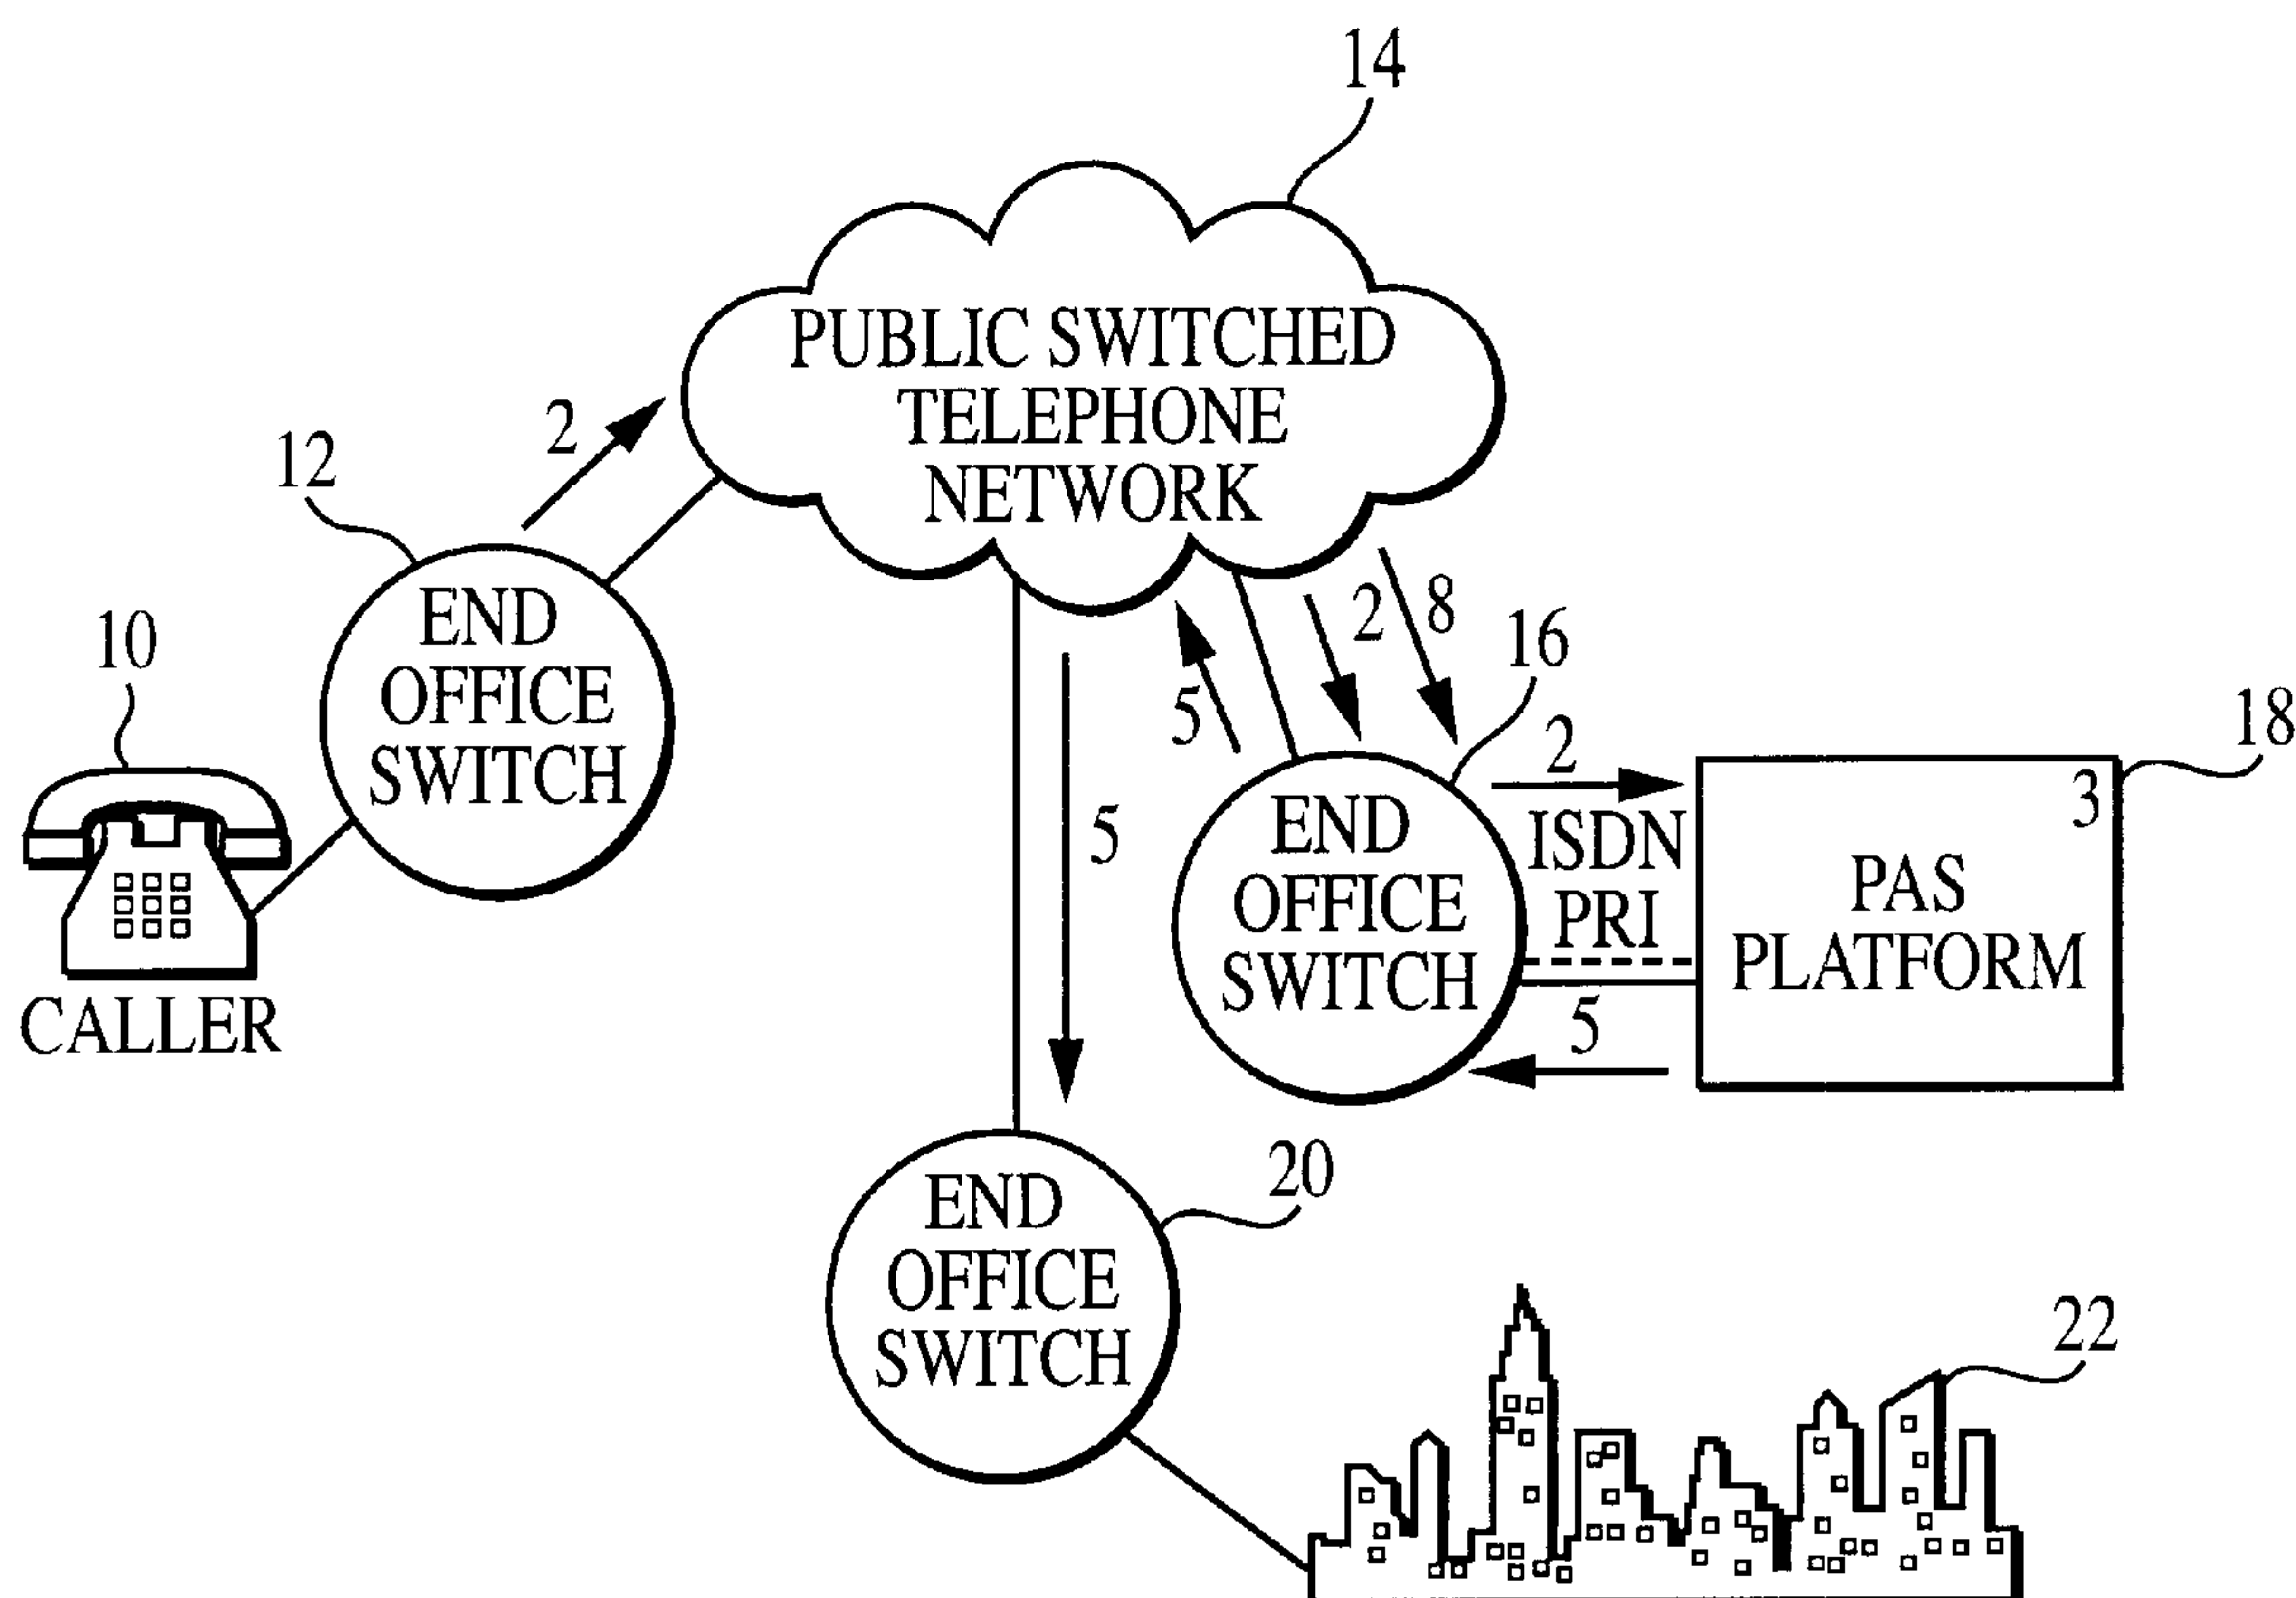 14
PUBLIC SWITCHED
TELEPHONE
NETWORK
2
12
END
OFFICE
SWITCH
10
CALLER
2
8
5
16
5
END
OFFICE
SWITCH
2
ISDN
PRI
5
18
3
PAS
PLATFORM
20
END
OFFICE
SWITCH
22